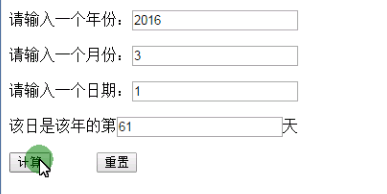 请输入一个年份：2016
请输入一个月份：3
请输入一个日期：1
该日是该年的第61天
计算 重置